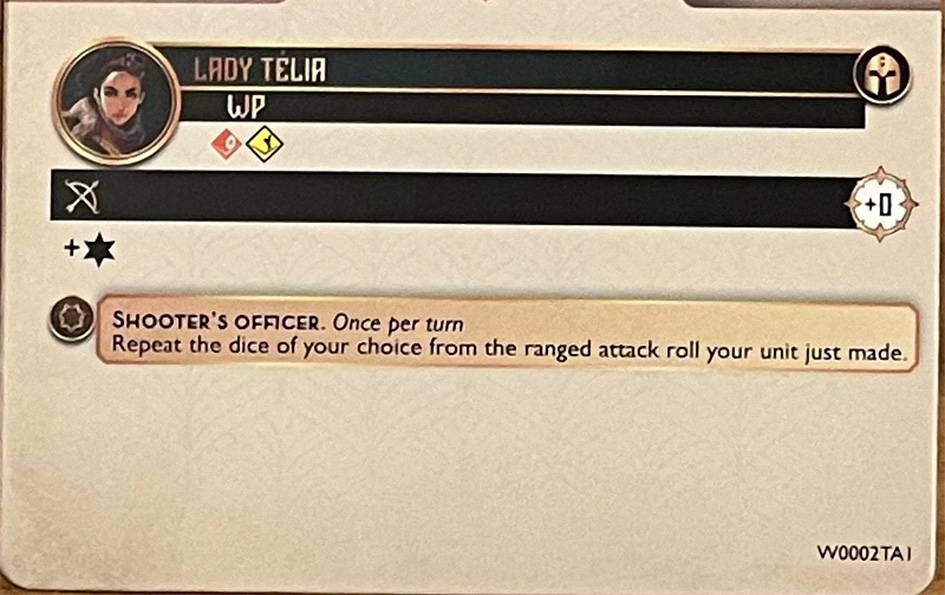 LADY TÉLIA
WP
+0
+
SHOOTER'S OFFICER. Once per turn
Repeat the dice of your choice from the ranged attack roll your unit just made.
W0002TA1